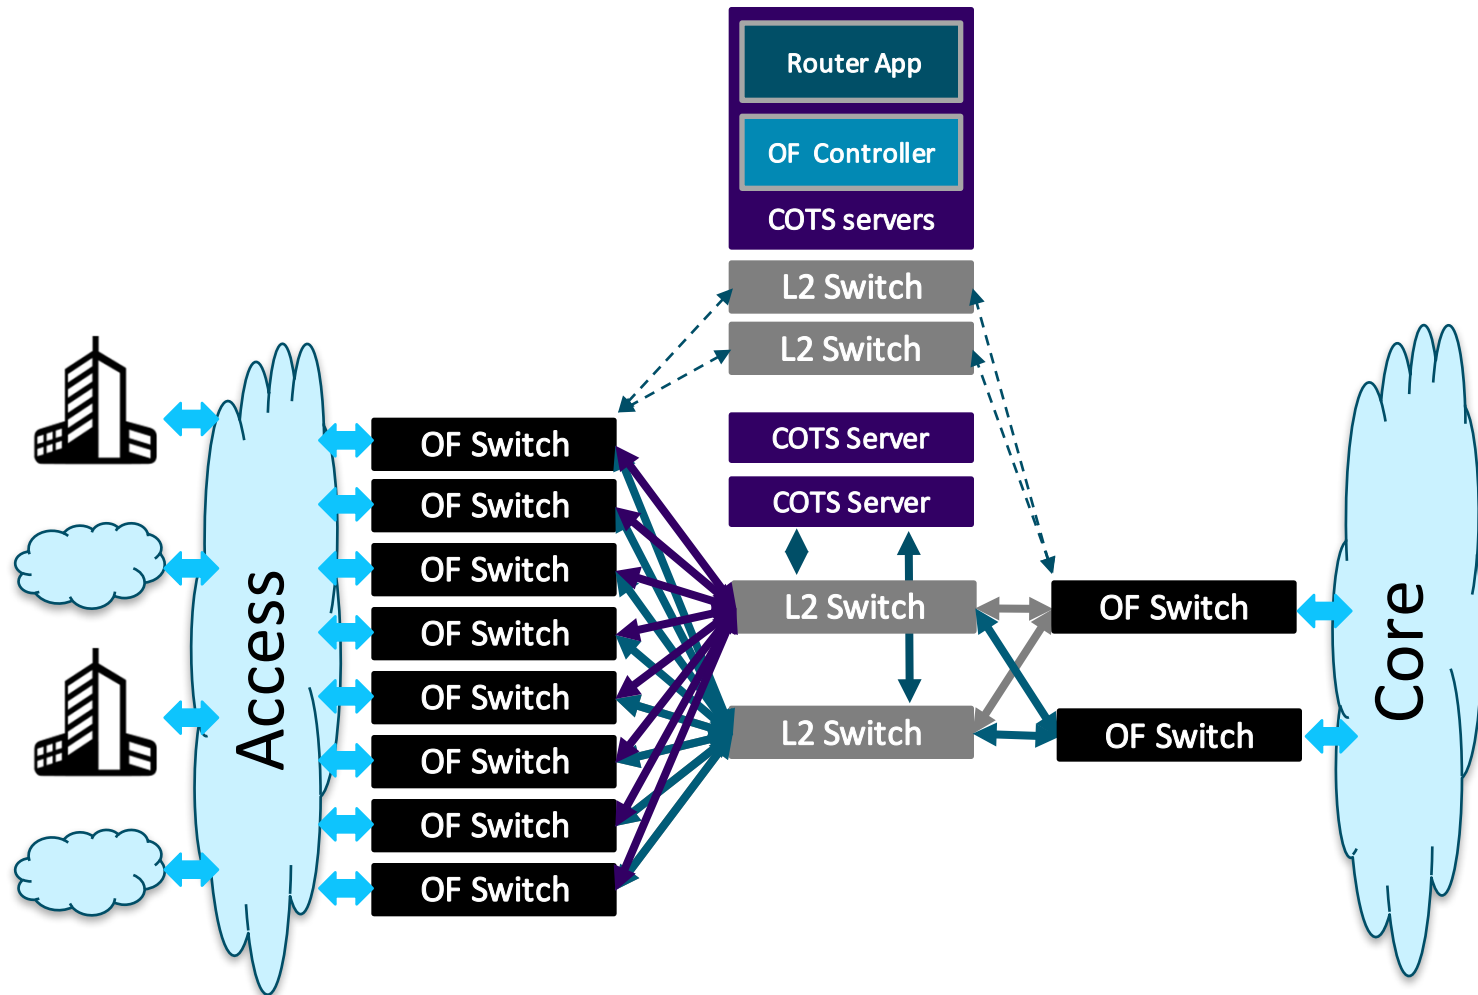 Router App
OF Controller
COTS servers
L2 Switch
L2 Switch
COTS Server
COTS Server
L2 Switch
L2 Switch
Access
OF Switch
OF Switch
OF Switch
OF Switch
OF Switch
OF Switch
OF Switch
OF Switch
OF Switch
OF Switch
Core